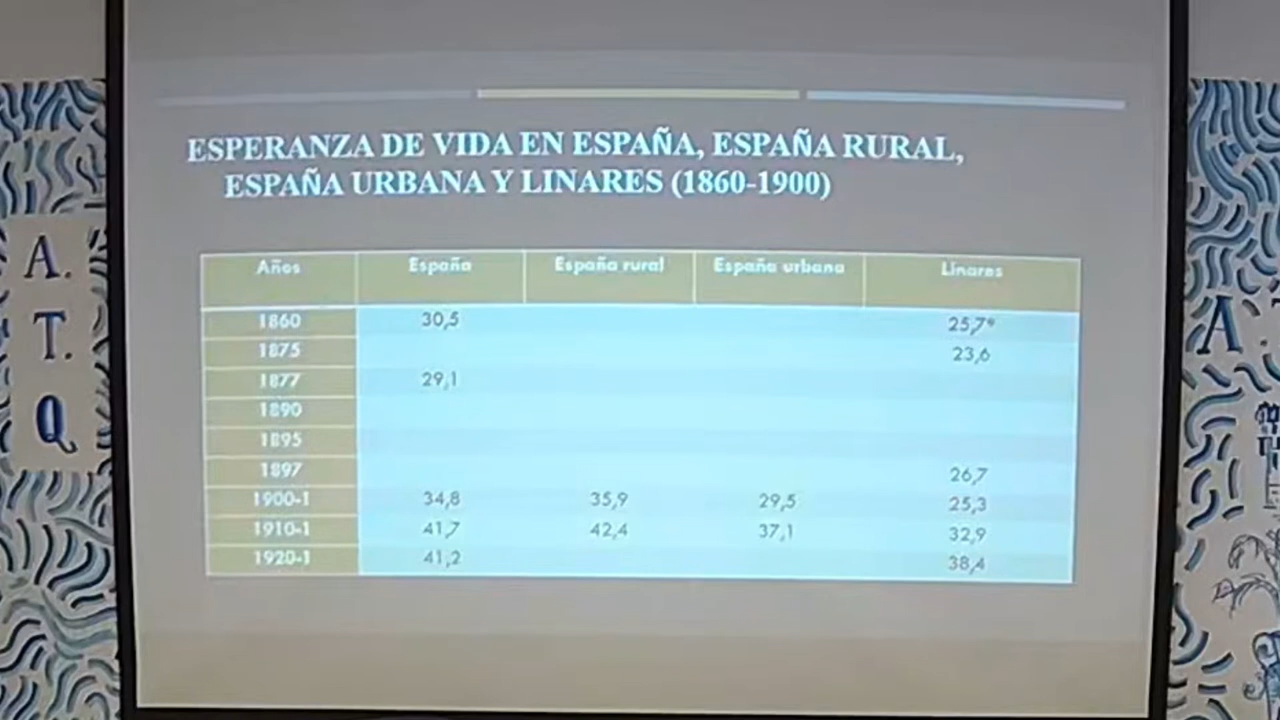 ESPERANZA DE VIDA EN ESPAÑA, ESPAÑA RURAL,
ESPAÑA URBANA Y LINARES (1860-1900)
Años España España rural España urbana Linares
1860 30,5 25,7*
1875 23,6
1877 29,1
1890
1895
1897 26,7
1900-1 34,8 35,9 29,5 25,3
1910-1 41,7 42,4 37,1 32,9
1920-1 41,2 38,4
A.
T.
Q
A.